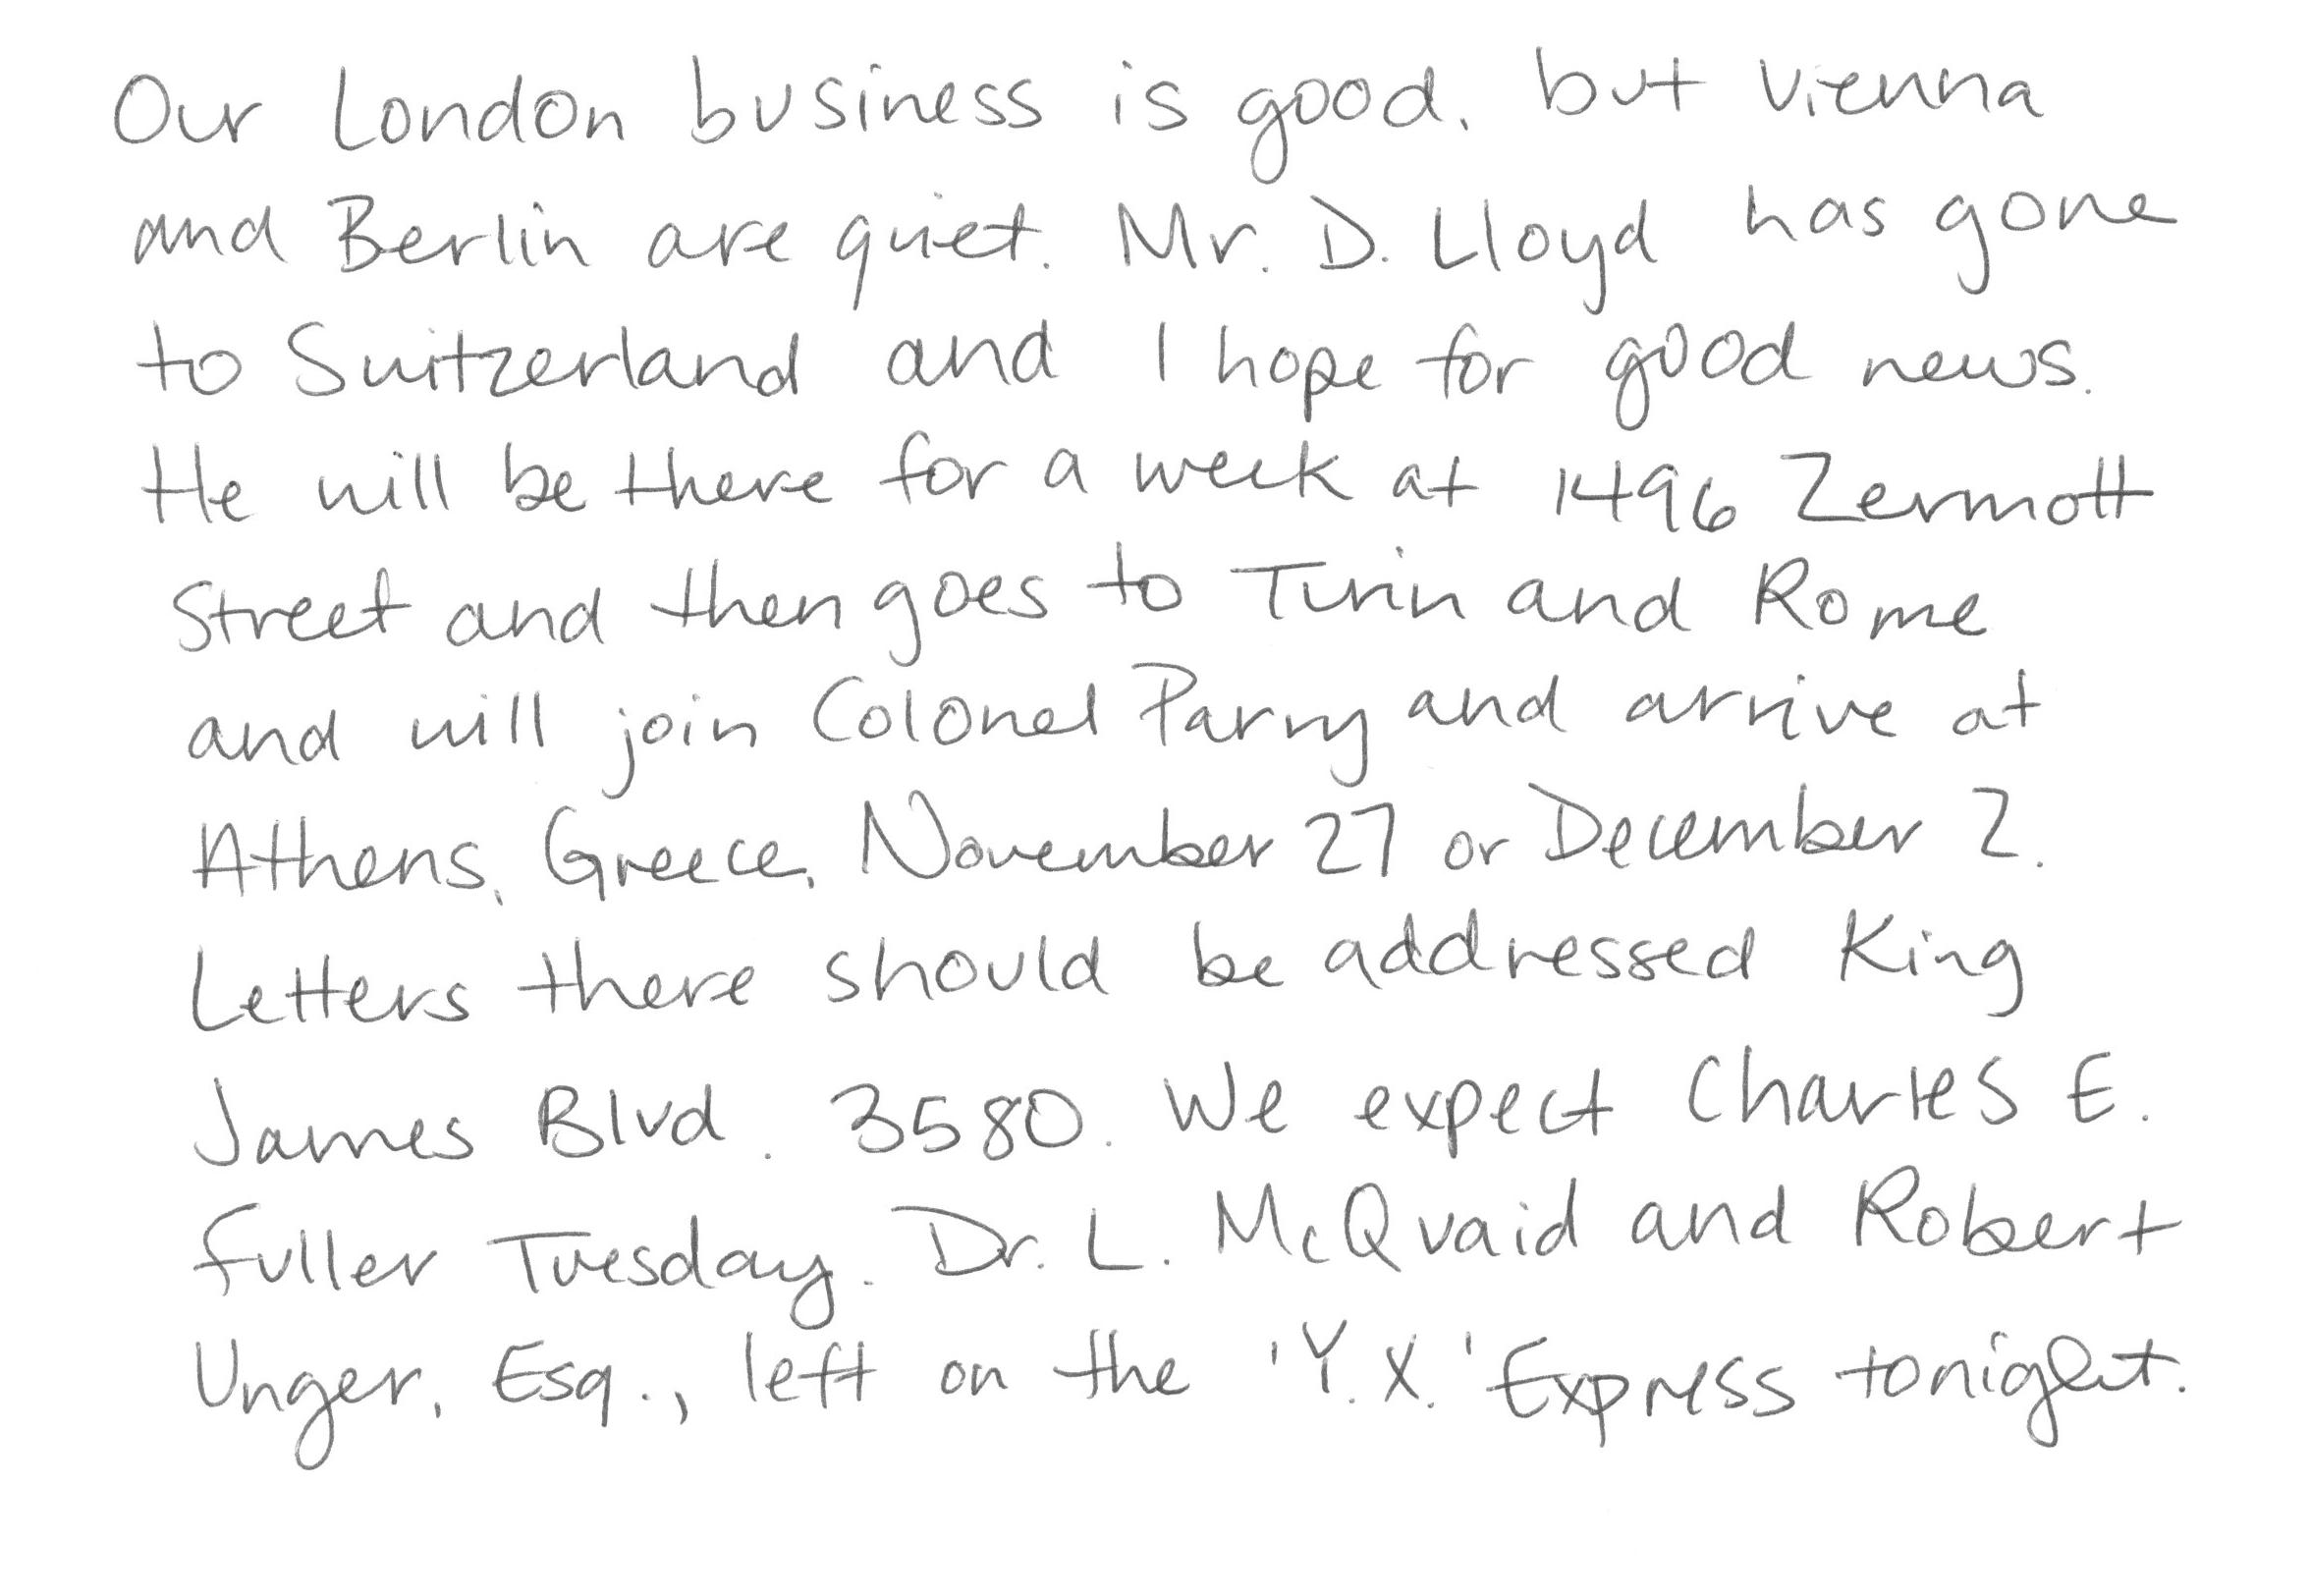 Our London business is good, but Vienna
and Berlin are quiet. Mr. D. Lloyd has gone
to Switzerland and I hope for good news.
He will be there for a week at 1496 Zermott
Street and then goes to Turin and Rome
and will join Colonel Parry and arrive at
Athens, Greece, November 27 or December 2.
Letters there should be addressed King
James Blvd. 3580. We expect Charles E.
Fuller Tuesday. Dr. L. McQuaid and Robert
Unger, Esq., left on the 'Y.X.' Express tonight.